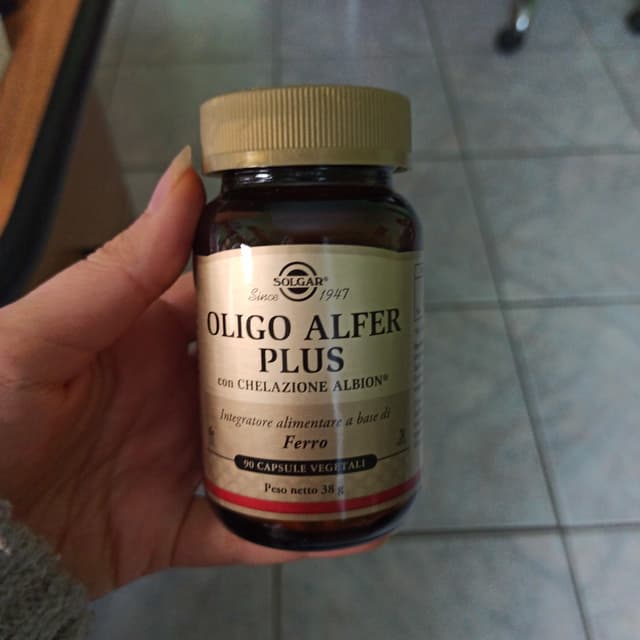 SOLGAR®
Since 1947
OLIGO ALFER
PLUS
con CHELAZIONE ALBION®
Integratore alimentare a base di
Ferro
90 CAPSULE VEGETALI
Peso netto 38 g